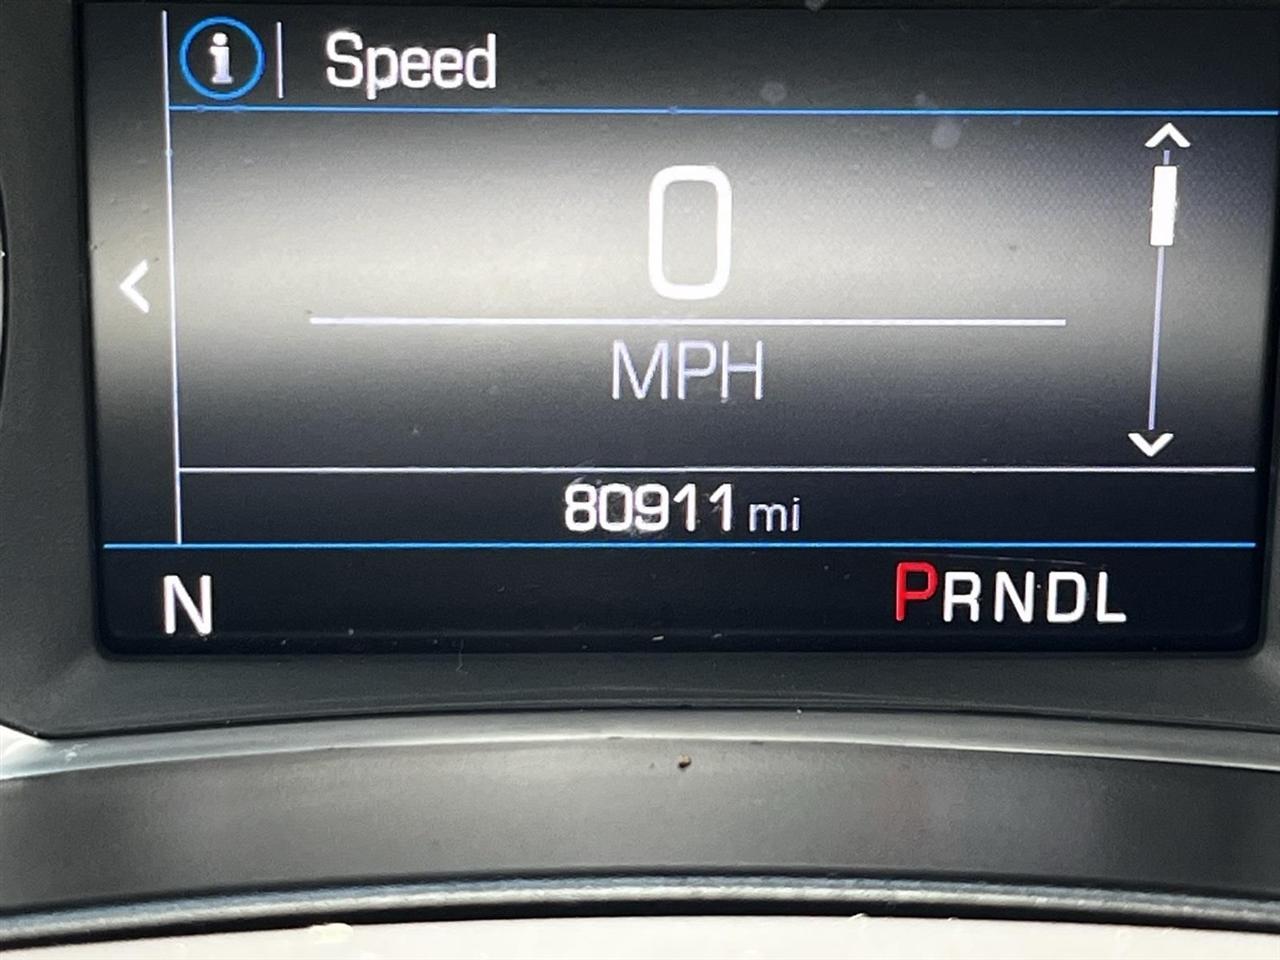 i Speed
0
MPH
80911 mi
N PRNDL